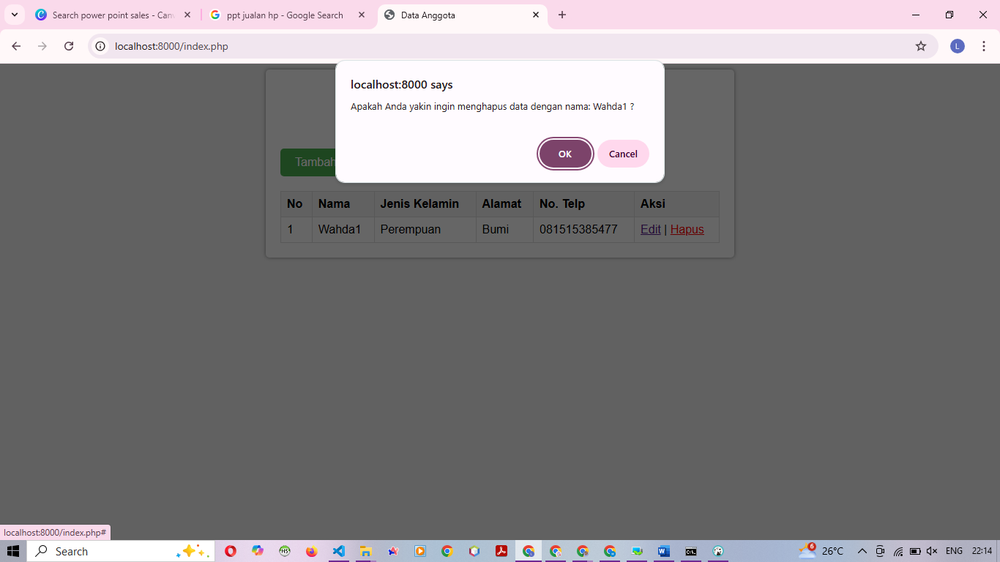 Search power point sales - Can
ppt jualan hp - Google Search
Data Anggota
localhost:8000/index.php
L
localhost:8000 says
Apakah Anda yakin ingin menghapus data dengan nama: Wahda1 ?
OK
Cancel
Tambah
No Nama Jenis Kelamin Alamat No. Telp Aksi
1 Wahda1 Perempuan Bumi 081515385477 Edit | Hapus
localhost:8000/index.php#
Search
HS
6
26°C
ENG
22:14